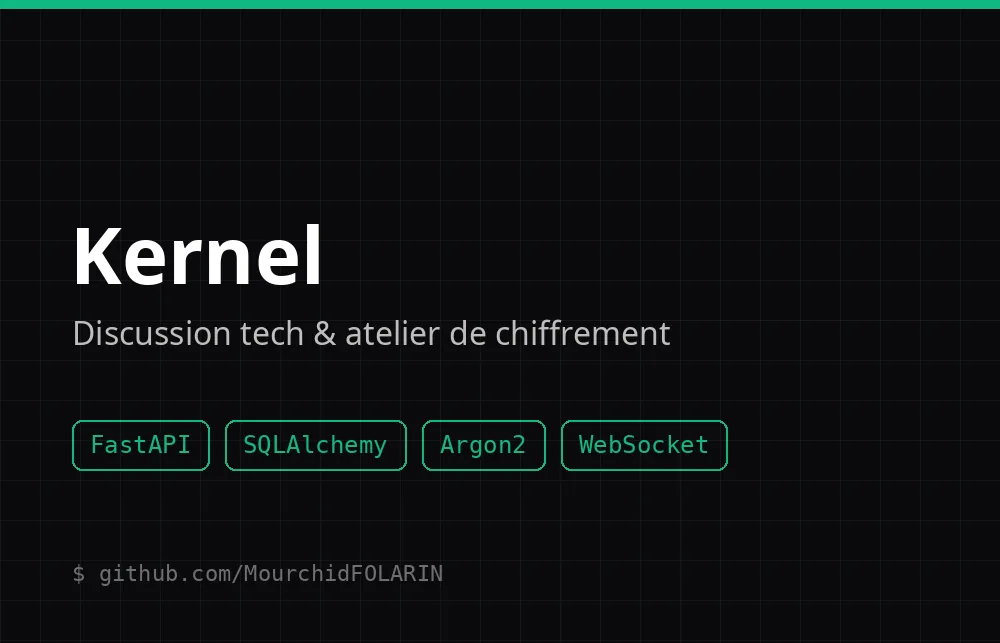 Kernel
Discussion tech & atelier de chiffrement
FastAPI SQLAlchemy Argon2 WebSocket
$ github.com/MourchidFOLARIN